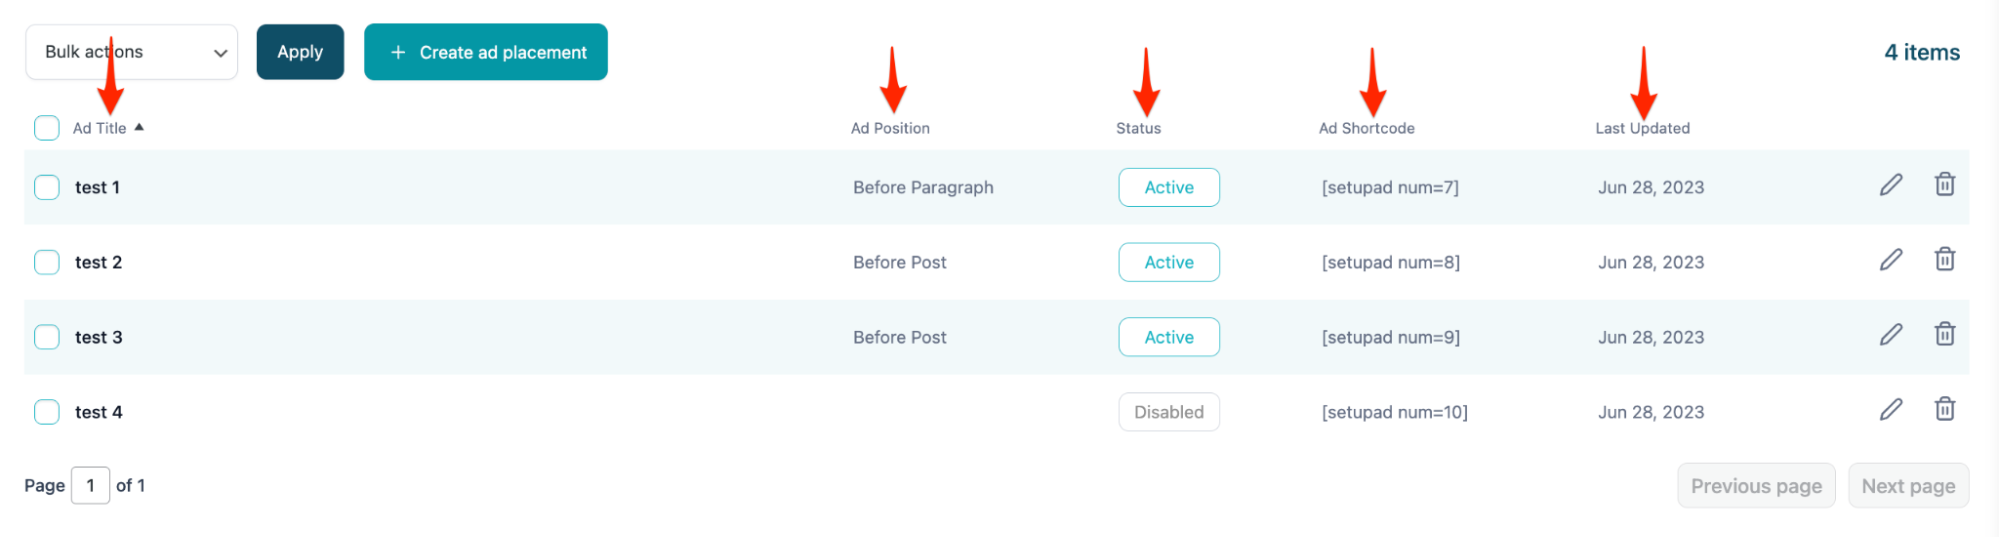 Bulk actions Apply + Create ad placement 4 items
Ad Title ▲ Ad Position Status Ad Shortcode Last Updated
test 1 Before Paragraph Active [setupad num=7] Jun 28, 2023
test 2 Before Post Active [setupad num=8] Jun 28, 2023
test 3 Before Post Active [setupad num=9] Jun 28, 2023
test 4 Disabled [setupad num=10] Jun 28, 2023
Page 1 of 1 Previous page Next page